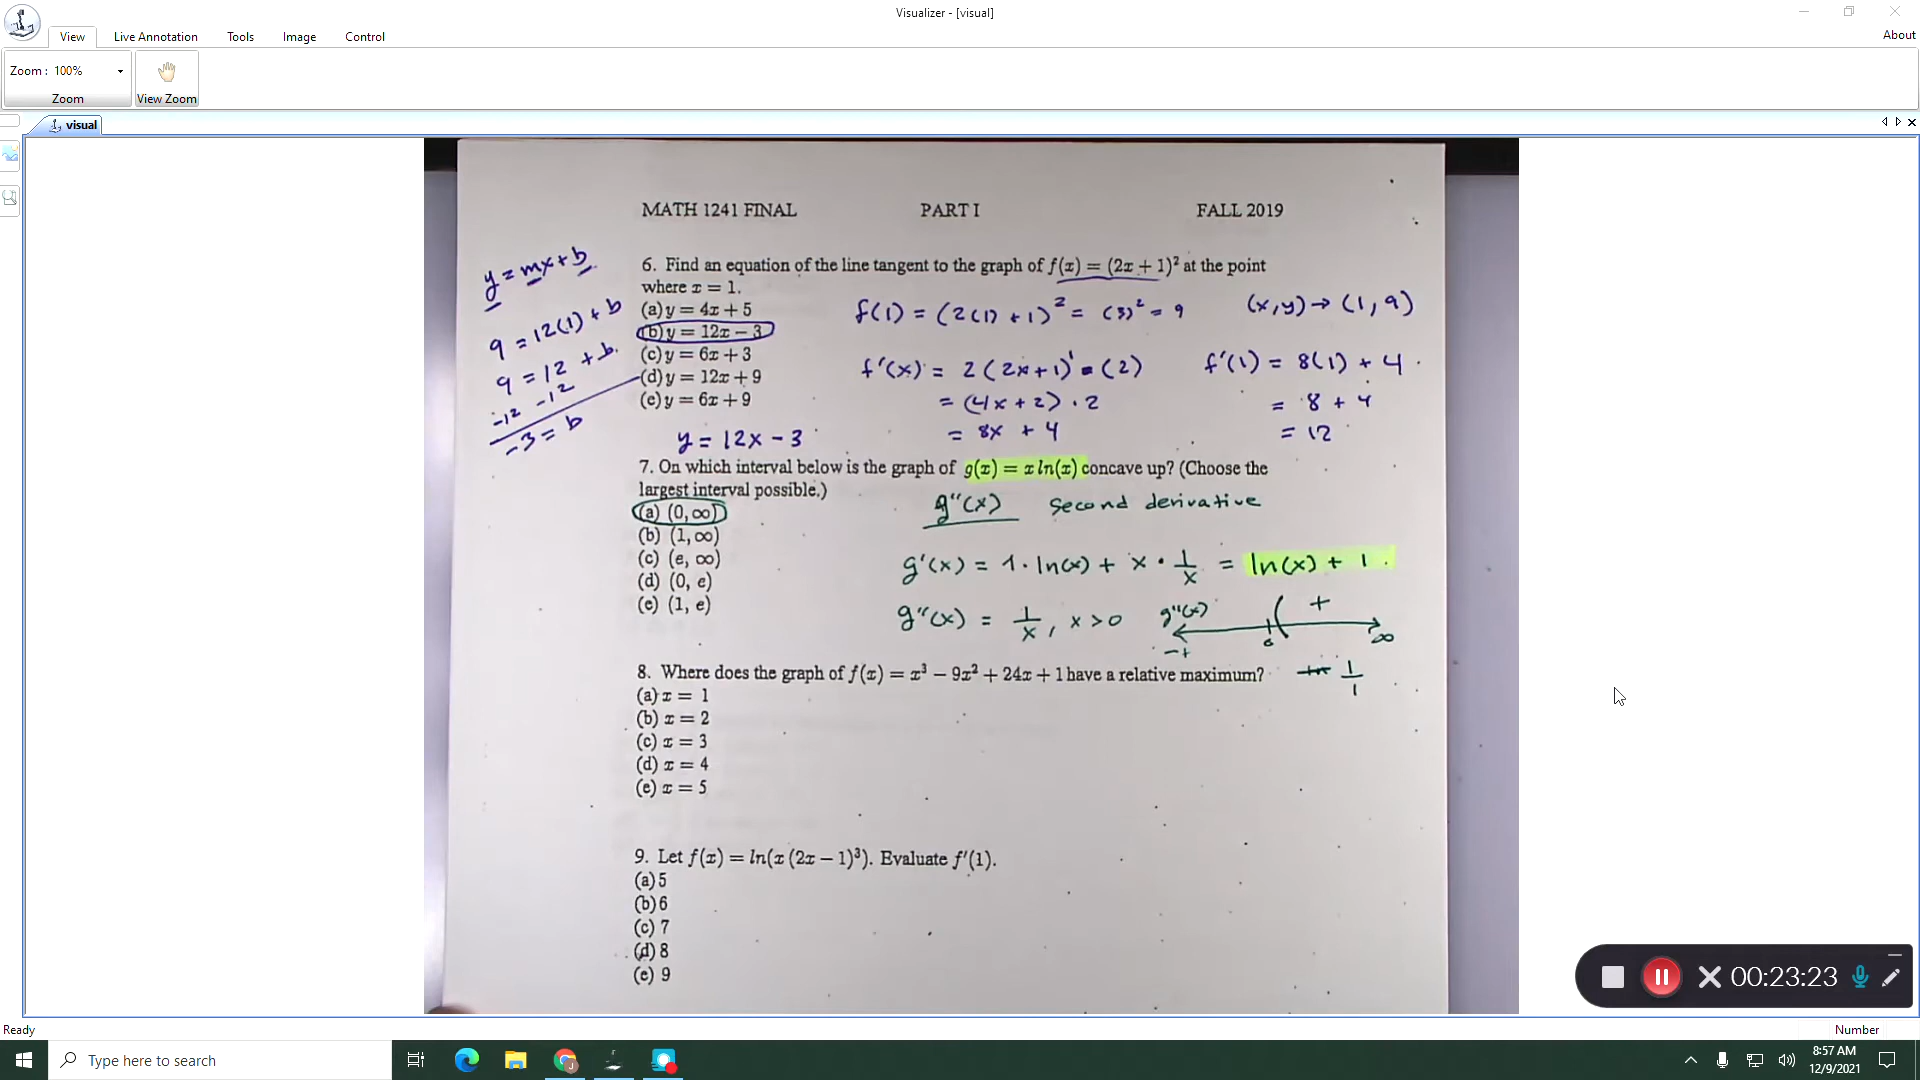 Visualizer - [visual]
View Live Annotation Tools Image Control About
Zoom : 100%
Zoom View Zoom
visual
MATH 1241 FINAL PART I FALL 2019
y = mx + b
9 = 12(1) + b
9 = 12 + b.
-12 -12
-3 = b
6. Find an equation of the line tangent to the graph of f(x) = (2x + 1)² at the point
where x = 1.
(a) y = 4x + 5
(b) y = 12x − 3
(c) y = 6x + 3
(d) y = 12x + 9
(e) y = 6x + 9
f(1) = (2(1) + 1)² = (3)² = 9 (x,y) → (1, 9)
f'(x) = 2(2x+1)¹ • (2) f'(1) = 8(1) + 4
= (4x + 2) · 2 = 8 + 4
= 8x + 4 = 12
y = 12x − 3
7. On which interval below is the graph of g(x) = x ln(x) concave up? (Choose the
largest interval possible.)
(a) (0, ∞)
(b) (1, ∞)
(c) (e, ∞)
(d) (0, e)
(e) (1, e)
g''(x) second derivative
g'(x) = 1 · ln(x) + x · 1/x = ln(x) + 1
g''(x) = 1/x, x > 0 g''(x) +
0 ∞
8. Where does the graph of f(x) = x³ − 9x² + 24x + 1 have a relative maximum? 1/1
(a) x = 1
(b) x = 2
(c) x = 3
(d) x = 4
(e) x = 5
9. Let f(x) = ln(x (2x − 1)³). Evaluate f'(1).
(a) 5
(b) 6
(c) 7
(d) 8
(e) 9
00:23:23
Ready Number
Type here to search
8:57 AM
12/9/2021